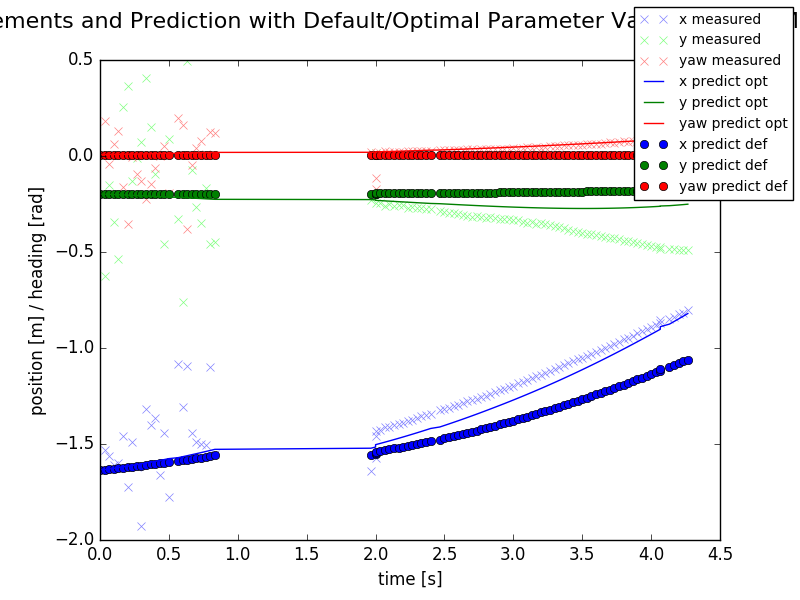 ements and Prediction with Default/Optimal Parameter Va
x measured
y measured
yaw measured
x predict opt
y predict opt
yaw predict opt
x predict def
y predict def
yaw predict def
0.5
0.0
−0.5
−1.0
−1.5
−2.0
position [m] / heading [rad]
0.0 0.5 1.0 1.5 2.0 2.5 3.0 3.5 4.0 4.5
time [s]